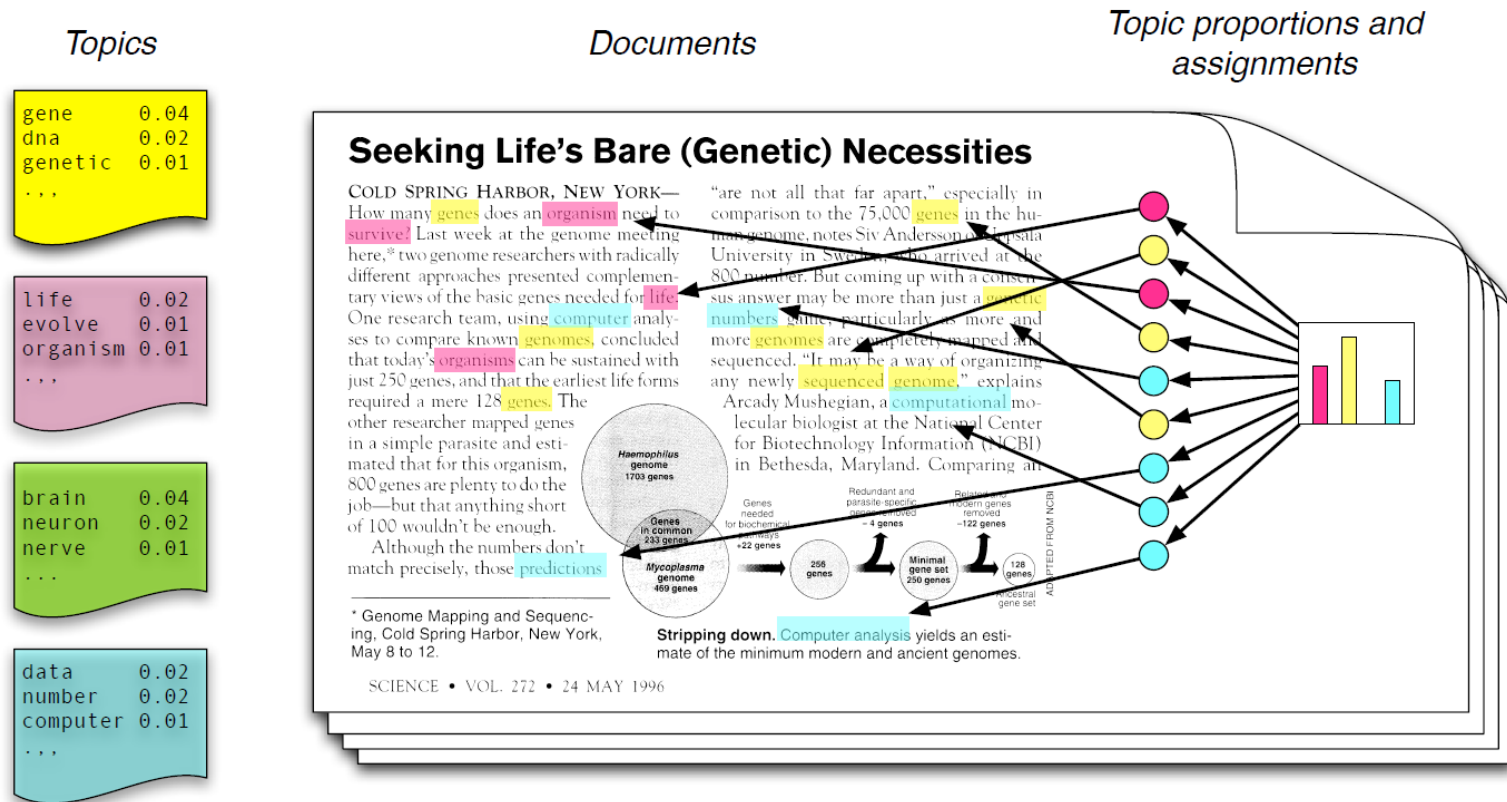 Topics
Documents
Topic proportions and
assignments
gene 0.04
dna 0.02
genetic 0.01
.,,
life 0.02
evolve 0.01
organism 0.01
.,,
brain 0.04
neuron 0.02
nerve 0.01
...
data 0.02
number 0.02
computer 0.01
.,,
Seeking Life's Bare (Genetic) Necessities
COLD SPRING HARBOR, NEW YORK—
How many genes does an organism need to
survive? Last week at the genome meeting
here,* two genome researchers with radically
different approaches presented complemen-
tary views of the basic genes needed for life.
One research team, using computer analy-
ses to compare known genomes, concluded
that today's organisms can be sustained with
just 250 genes, and that the earliest life forms
required a mere 128 genes. The
other researcher mapped genes
in a simple parasite and esti-
mated that for this organism,
800 genes are plenty to do the
job—but that anything short
of 100 wouldn't be enough.
Although the numbers don't
match precisely, those predictions
* Genome Mapping and Sequenc-
ing, Cold Spring Harbor, New York,
May 8 to 12.
"are not all that far apart," especially in
comparison to the 75,000 genes in the hu-
man genome, notes Siv Andersson of Uppsala
University in Sweden, who arrived at the
800 number. But coming up with a consen-
sus answer may be more than just a genetic
numbers game, particularly as more and
more genomes are completely mapped and
sequenced. "It may be a way of organizing
any newly sequenced genome," explains
Arcady Mushegian, a computational mo-
lecular biologist at the National Center
for Biotechnology Information (NCBI)
in Bethesda, Maryland. Comparing an
Haemophilus
genome
1703 genes
Genes
in common
233 genes
Mycoplasma
genome
469 genes
Genes
needed
for biochemical
pathways
+22 genes
256
genes
Redundant and
parasite-specific
genes removed
– 4 genes
Minimal
gene set
250 genes
Related and
modern genes
removed
–122 genes
128
genes
Ancestral
gene set
ADAPTED FROM NCBI
Stripping down. Computer analysis yields an esti-
mate of the minimum modern and ancient genomes.
SCIENCE • VOL. 272 • 24 MAY 1996